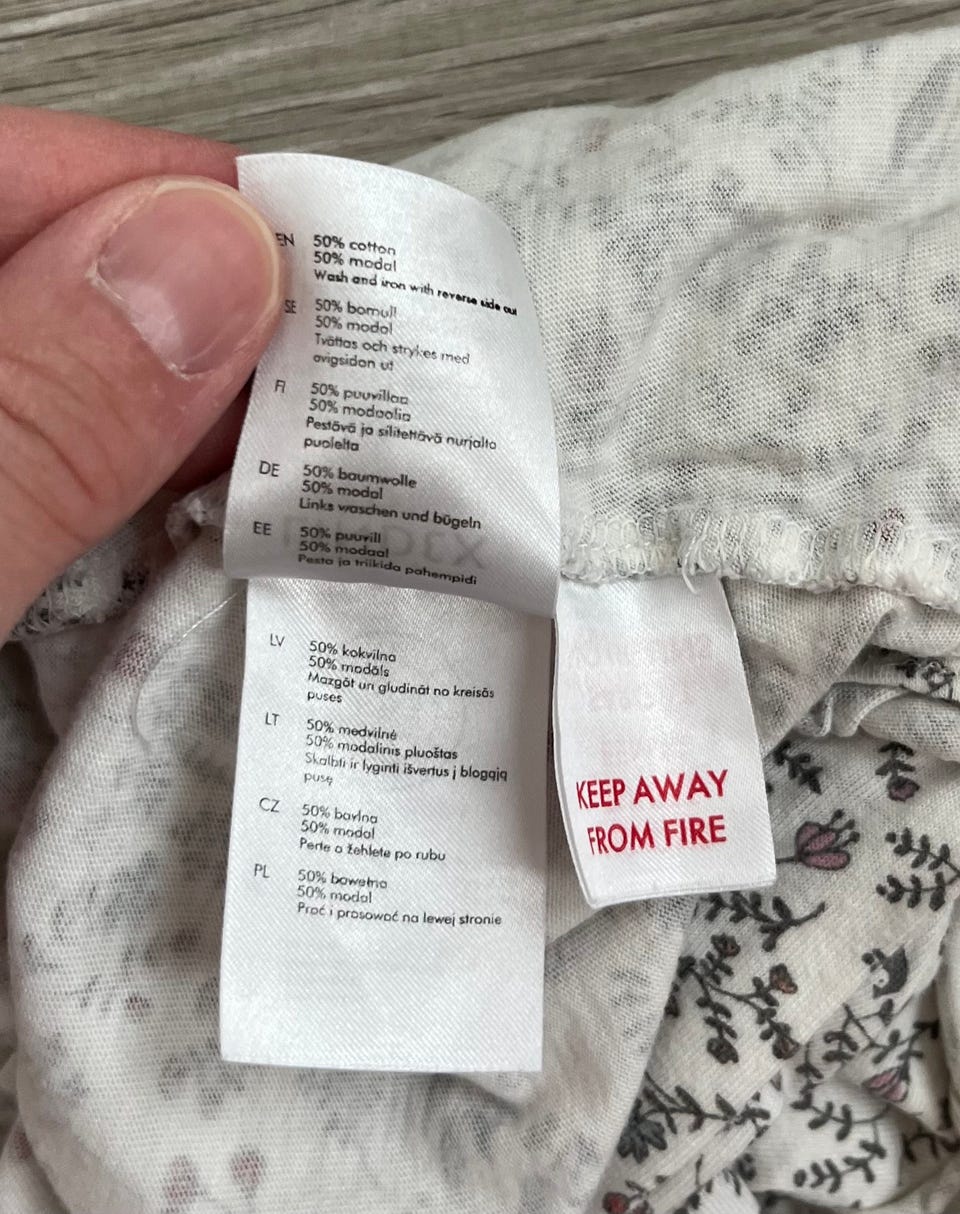 EN 50% cotton
50% modal
Wash and iron with reverse side out
SE 50% bomull
50% modal
Tvättas och strykes med
avigsidan ut
FI 50% puuvillaa
50% modaalia
Pestävä ja silitettävä nurjalta
puolelta
DE 50% baumwolle
50% modal
Links waschen und bügeln
EE 50% puuvill
50% modaal
Pesta ja triikida pahempidi
LV 50% kokvilna
50% modāls
Mazgāt un gludināt no kreisās
puses
LT 50% medvilnė
50% modalinis pluoštas
Skalbti ir lyginti išvertus į blogąją
pusę
CZ 50% bavlna
50% modal
Perte a žehlete po rubu
PL 50% bawełna
50% modal
Prać i prasować na lewej stronie
KEEP AWAY
FROM FIRE